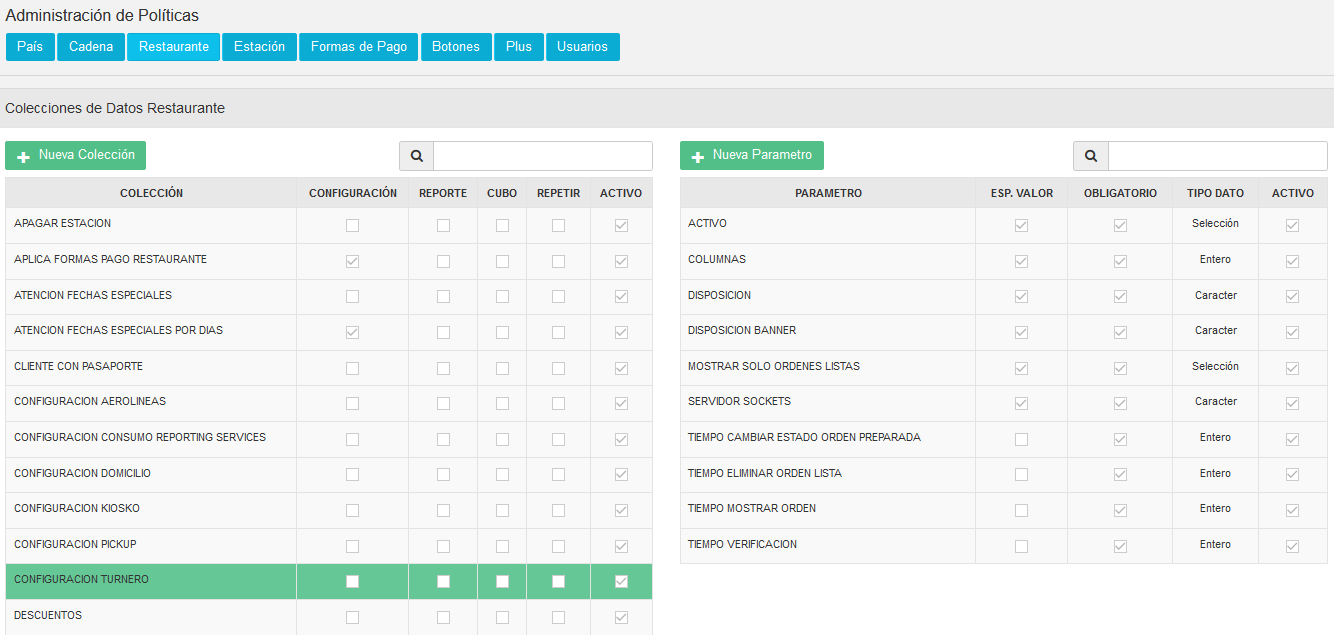 Administración de Políticas
País Cadena Restaurante Estación Formas de Pago Botones Plus Usuarios
Colecciones de Datos Restaurante
Nueva Colección
COLECCIÓN CONFIGURACIÓN REPORTE CUBO REPETIR ACTIVO
APAGAR ESTACION
APLICA FORMAS PAGO RESTAURANTE
ATENCION FECHAS ESPECIALES
ATENCION FECHAS ESPECIALES POR DIAS
CLIENTE CON PASAPORTE
CONFIGURACION AEROLINEAS
CONFIGURACION CONSUMO REPORTING SERVICES
CONFIGURACION DOMICILIO
CONFIGURACION KIOSKO
CONFIGURACION PICKUP
CONFIGURACION TURNERO
DESCUENTOS
Nueva Parametro
PARAMETRO ESP. VALOR OBLIGATORIO TIPO DATO ACTIVO
ACTIVO Selección
COLUMNAS Entero
DISPOSICION Caracter
DISPOSICION BANNER Caracter
MOSTRAR SOLO ORDENES LISTAS Selección
SERVIDOR SOCKETS Caracter
TIEMPO CAMBIAR ESTADO ORDEN PREPARADA Entero
TIEMPO ELIMINAR ORDEN LISTA Entero
TIEMPO MOSTRAR ORDEN Entero
TIEMPO VERIFICACION Entero